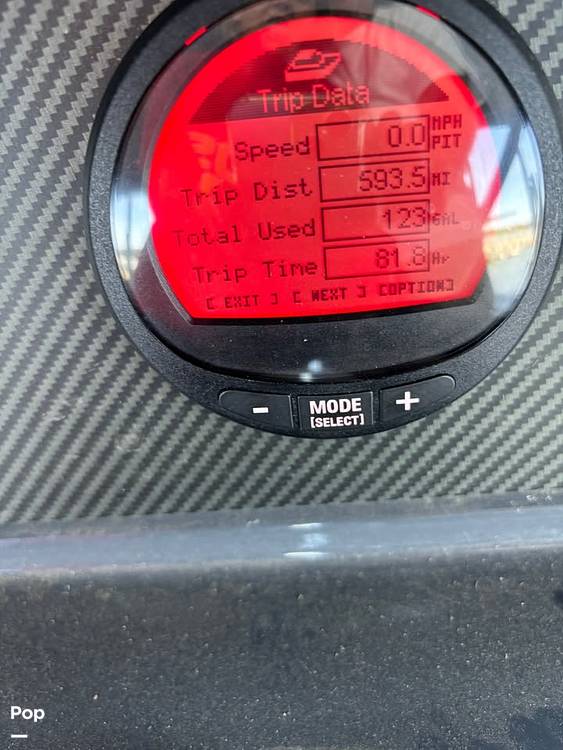 Trip Data
Speed 0.0 MPH PIT
Trip Dist 593.5 MI
Total Used 123 GAL
Trip Time 81.8 Hr
[ EXIT ] [ NEXT ] [OPTION]
- MODE +
[SELECT]
Pop